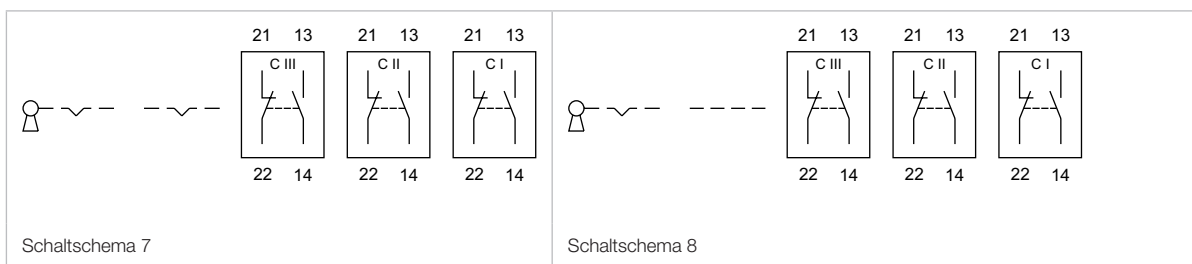 21 13 21 13 21 13 21 13 21 13 21 13
C III C II C I C III C II C I
22 14 22 14 22 14 22 14 22 14 22 14
Schaltschema 7 Schaltschema 8